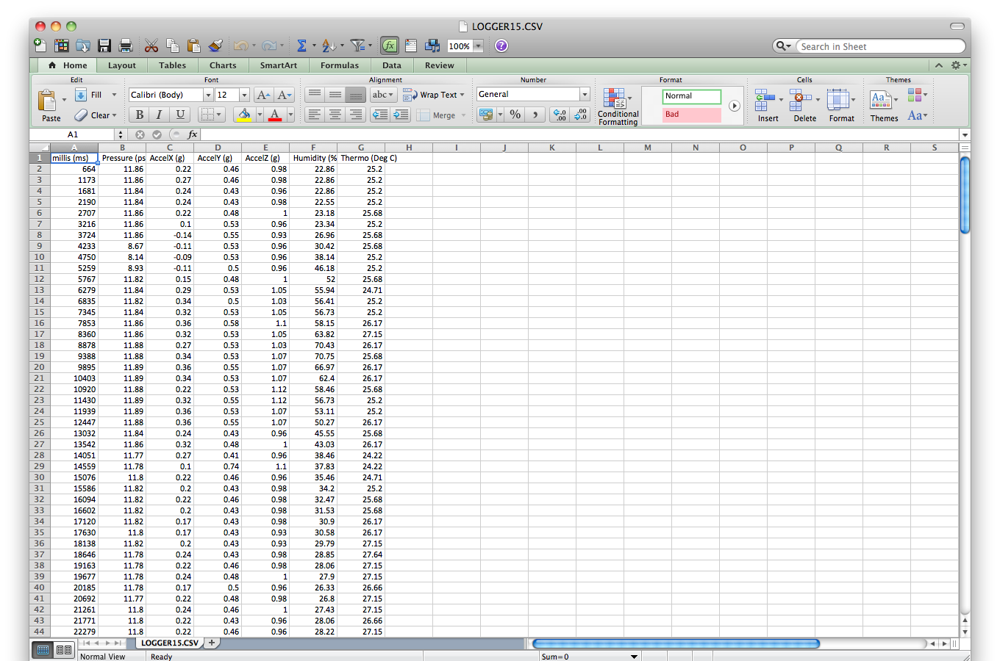 LOGGER15.CSV
100% Search in Sheet
Home Layout Tables Charts SmartArt Formulas Data Review
Edit Font Alignment Number Format Cells Themes
Fill Calibri (Body) 12 A A abc Wrap Text General Normal
Paste Clear B I U A Merge % Conditional Formatting Bad Insert Delete Format Themes Aa
A1 fx
A B C D E F G H I J K L M N O P Q R S
1 millis (ms) Pressure (ps AccelX (g) AccelY (g) AccelZ (g) Humidity (% Thermo (Deg C)
2 664 11.86 0.22 0.46 0.98 22.86 25.2
3 1173 11.86 0.27 0.46 0.98 22.86 25.2
4 1681 11.84 0.24 0.43 0.96 22.86 25.2
5 2190 11.84 0.24 0.43 0.98 22.55 25.2
6 2707 11.86 0.22 0.48 1 23.18 25.68
7 3216 11.86 0.1 0.53 0.96 23.34 25.2
8 3724 11.86 -0.14 0.55 0.93 26.96 25.68
9 4233 8.67 -0.11 0.53 0.96 30.42 25.68
10 4750 8.14 -0.09 0.53 0.96 38.14 25.2
11 5259 8.93 -0.11 0.5 0.96 46.18 25.2
12 5767 11.82 0.15 0.48 1 52 25.68
13 6279 11.84 0.29 0.53 1.05 55.94 24.71
14 6835 11.82 0.34 0.5 1.03 56.41 25.2
15 7345 11.84 0.32 0.53 1.05 56.73 25.2
16 7853 11.86 0.36 0.58 1.1 58.15 26.17
17 8360 11.86 0.32 0.53 1.05 63.82 27.15
18 8878 11.88 0.27 0.53 1.03 70.43 26.17
19 9388 11.88 0.34 0.53 1.07 70.75 25.68
20 9895 11.89 0.36 0.55 1.07 66.97 26.17
21 10403 11.89 0.34 0.53 1.07 62.4 26.17
22 10920 11.88 0.22 0.53 1.12 58.46 25.68
23 11430 11.89 0.32 0.55 1.12 56.73 25.2
24 11939 11.89 0.36 0.53 1.07 53.11 25.2
25 12447 11.88 0.36 0.55 1.07 50.27 26.17
26 13032 11.84 0.24 0.43 0.96 45.55 25.68
27 13542 11.86 0.32 0.48 1 43.03 26.17
28 14051 11.77 0.27 0.41 0.96 38.46 24.22
29 14559 11.78 0.1 0.74 1.1 37.83 24.22
30 15076 11.8 0.22 0.46 0.96 35.46 24.71
31 15586 11.82 0.2 0.43 0.98 34.2 25.2
32 16094 11.82 0.22 0.46 0.98 32.47 25.68
33 16602 11.82 0.2 0.43 0.98 31.53 25.68
34 17120 11.82 0.17 0.43 0.98 30.9 26.17
35 17630 11.8 0.17 0.43 0.93 30.58 26.17
36 18138 11.82 0.2 0.43 0.93 29.79 27.15
37 18646 11.78 0.24 0.43 0.98 28.85 27.64
38 19163 11.78 0.22 0.46 0.98 28.06 27.15
39 19677 11.78 0.24 0.48 1 27.9 27.15
40 20185 11.78 0.17 0.5 0.96 26.33 26.66
41 20692 11.77 0.22 0.48 0.98 26.8 27.15
42 21261 11.8 0.24 0.46 1 27.43 27.15
43 21771 11.8 0.22 0.43 0.96 28.06 26.66
44 22279 11.8 0.22 0.46 0.96 28.22 27.15
LOGGER15.CSV
Normal View Ready Sum=0